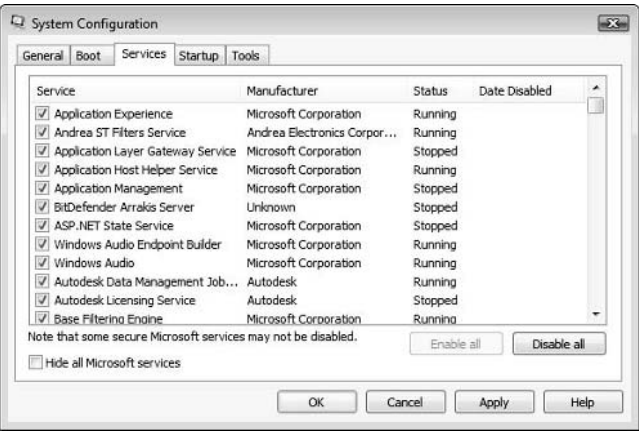 System Configuration
General Boot Services Startup Tools
Service Manufacturer Status Date Disabled
Application Experience Microsoft Corporation Running
Andrea ST Filters Service Andrea Electronics Corpor... Running
Application Layer Gateway Service Microsoft Corporation Stopped
Application Host Helper Service Microsoft Corporation Running
Application Management Microsoft Corporation Stopped
BitDefender Arrakis Server Unknown Stopped
ASP.NET State Service Microsoft Corporation Stopped
Windows Audio Endpoint Builder Microsoft Corporation Running
Windows Audio Microsoft Corporation Running
Autodesk Data Management Job... Autodesk Running
Autodesk Licensing Service Autodesk Stopped
Base Filtering Engine Microsoft Corporation Running
Note that some secure Microsoft services may not be disabled.
Enable all Disable all
Hide all Microsoft services
OK Cancel Apply Help